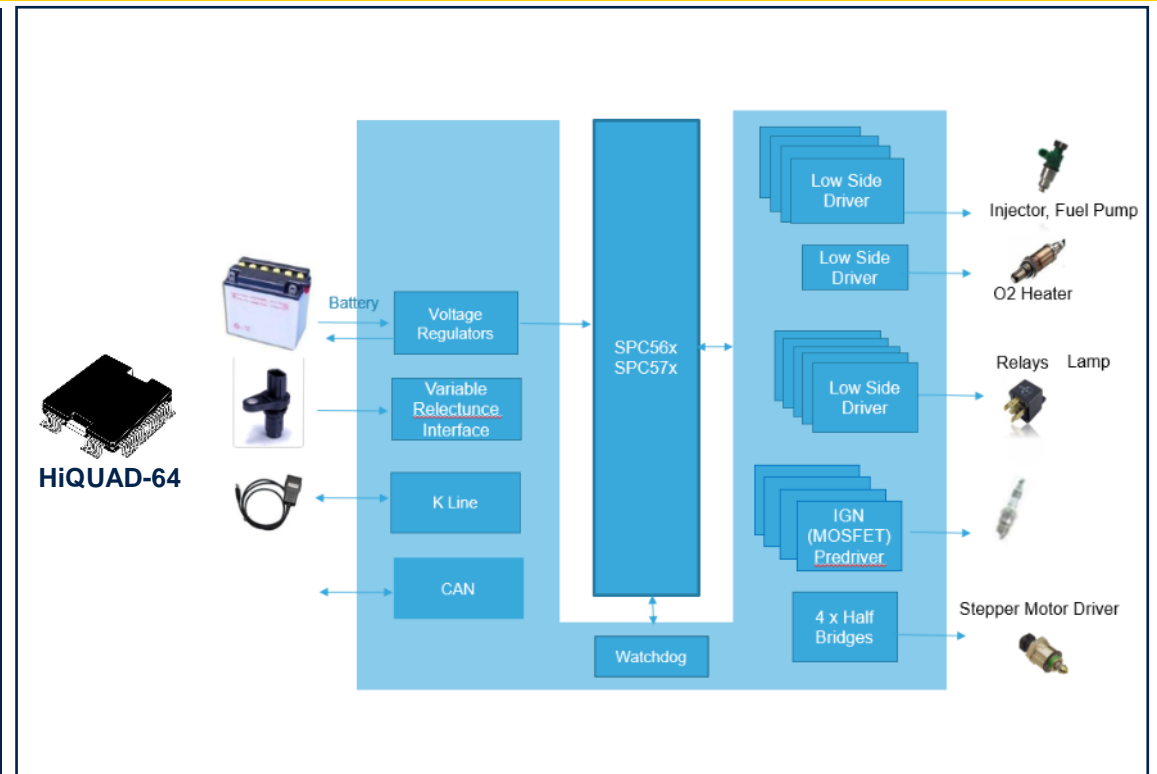 HiQUAD-64
Battery
Voltage
Regulators
Variable
Relectunce
Interface
K Line
CAN
SPC56x
SPC57x
Watchdog
Low Side
Driver
Injector, Fuel Pump
Low Side
Driver
O2 Heater
Low Side
Driver
Relays Lamp
IGN
(MOSFET)
Predriver
4 x Half
Bridges
Stepper Motor Driver